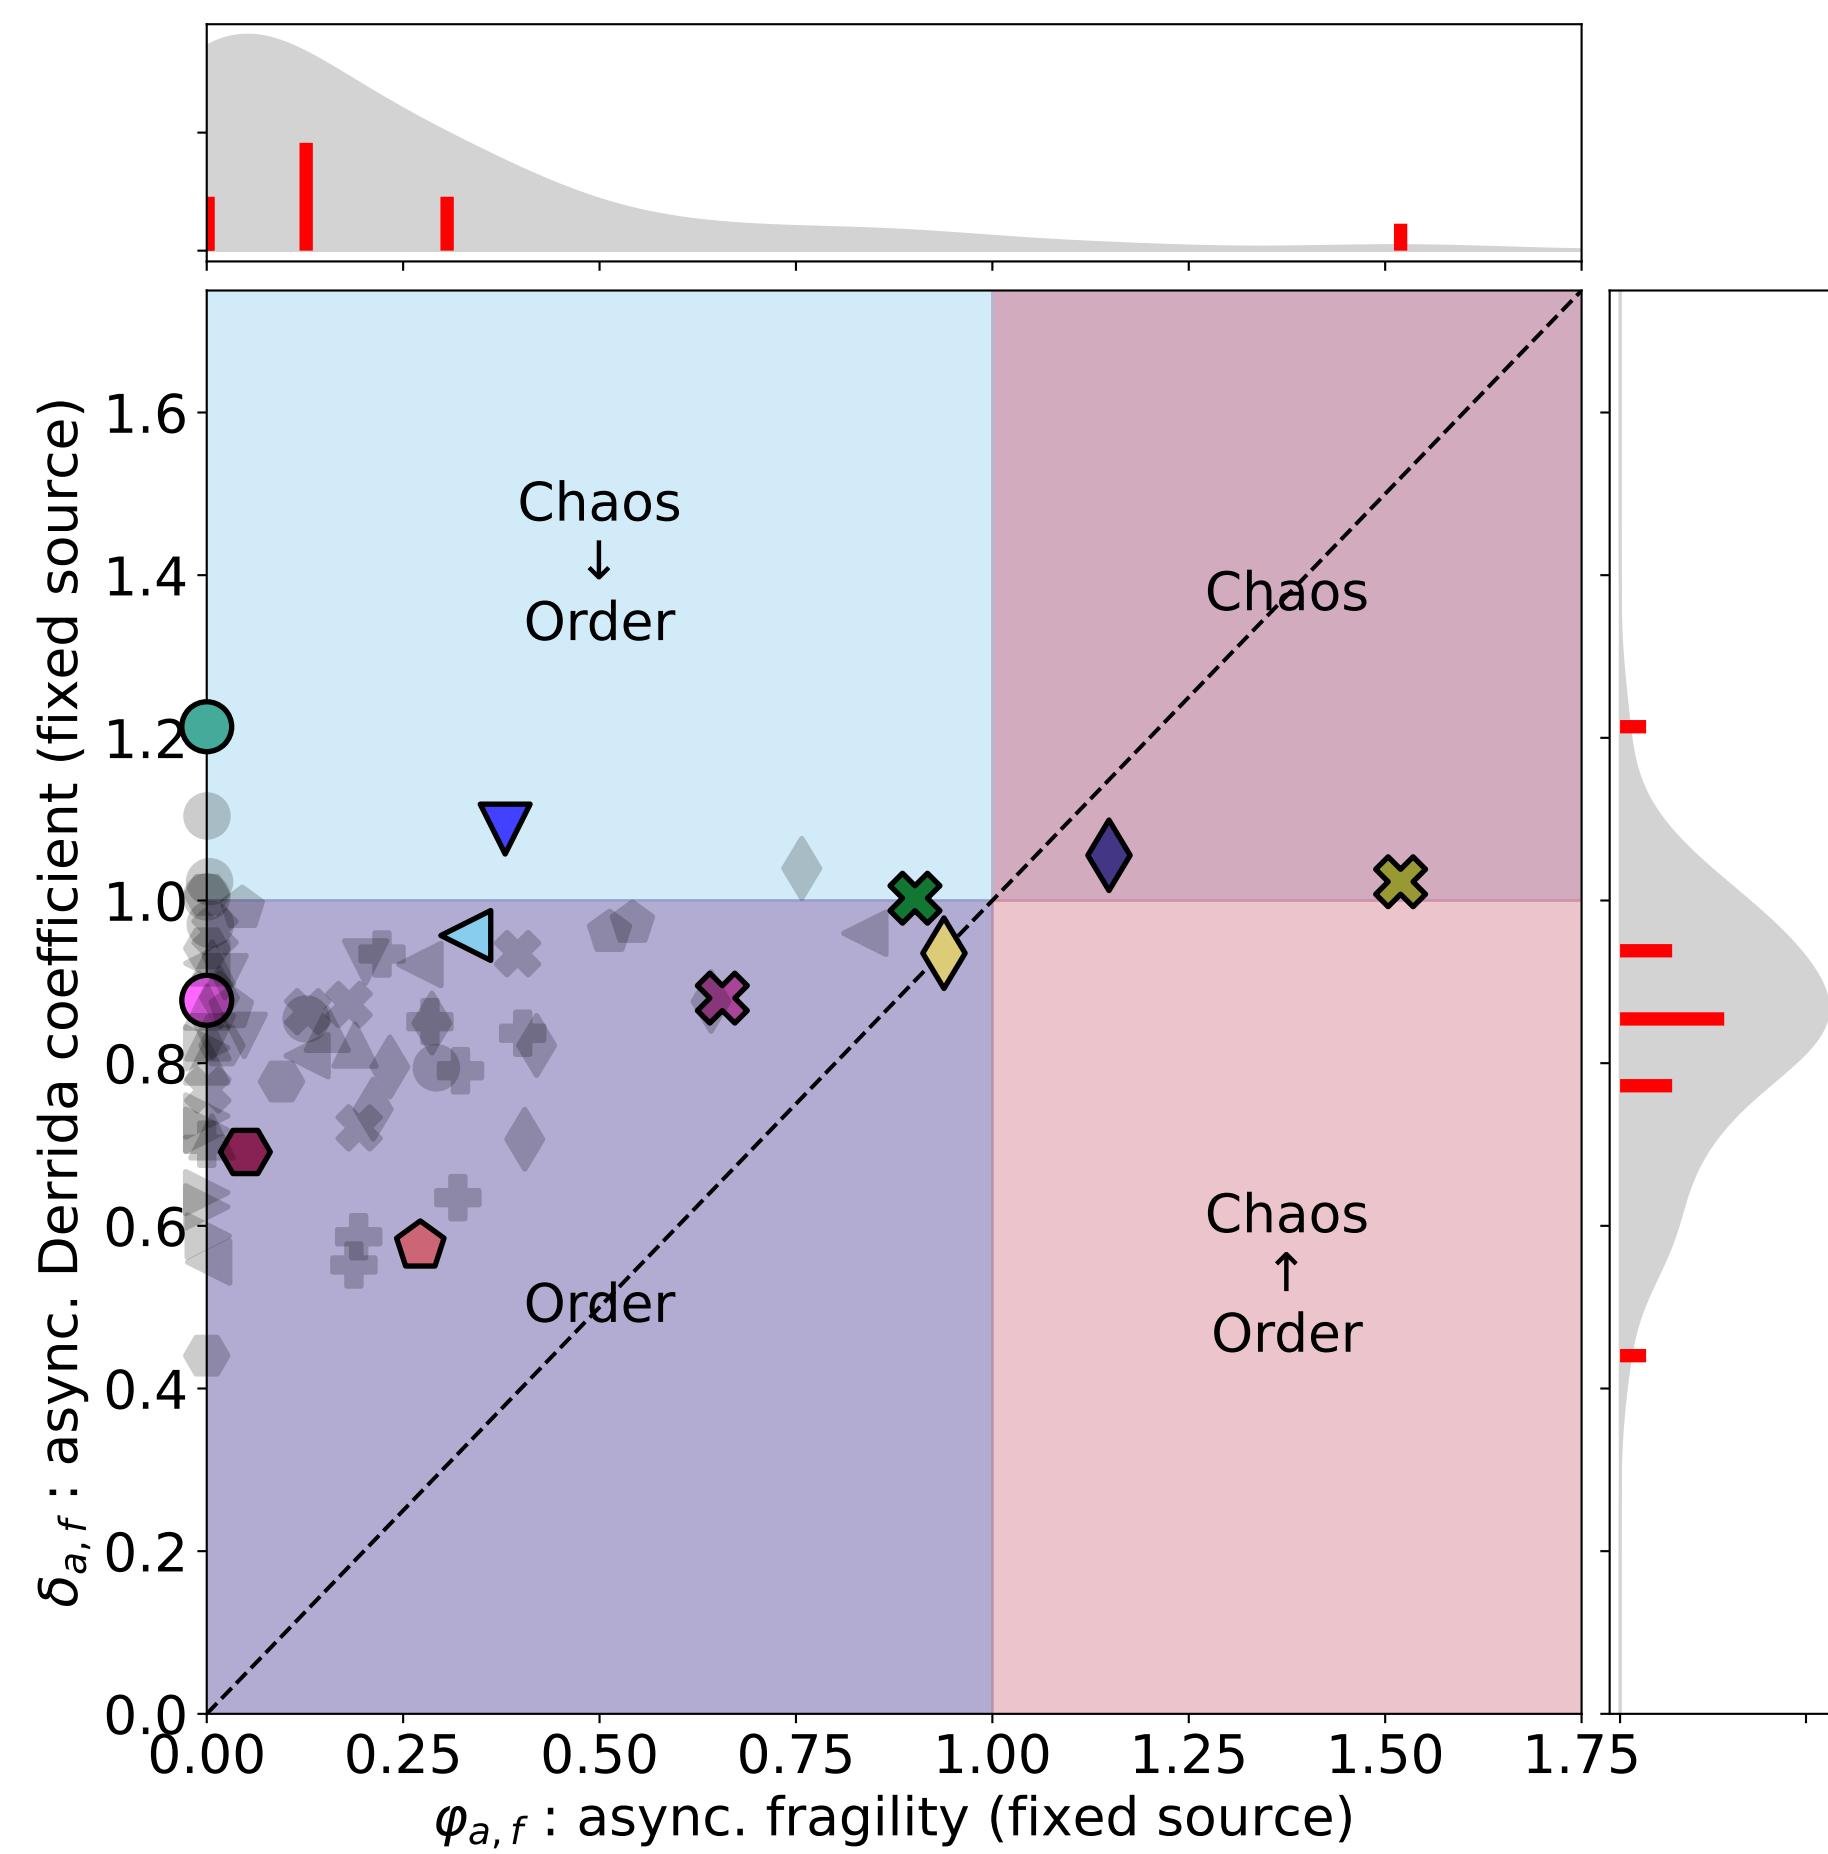 δa,f : async. Derrida coefficient (fixed source)
1.6
1.4
1.2
1.0
0.8
0.6
0.4
0.2
0.0
Chaos
↓
Order
Chaos
Order
Chaos
↑
Order
0.00 0.25 0.50 0.75 1.00 1.25 1.50 1.75
φa,f : async. fragility (fixed source)